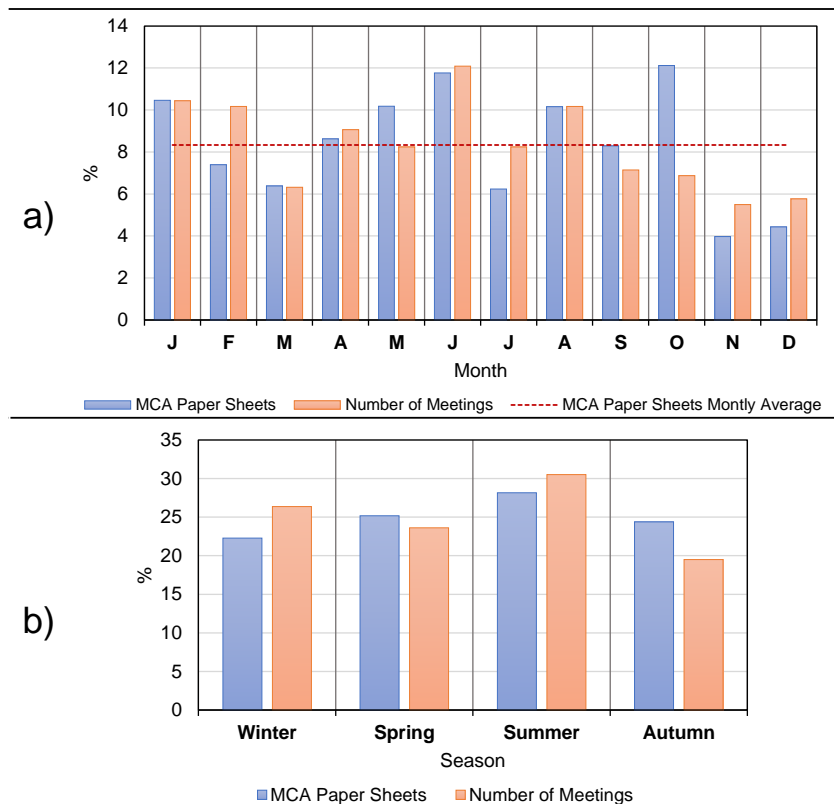 a)
%
14
12
10
8
6
4
2
0
J F M A M J J A S O N D
Month
MCA Paper Sheets Number of Meetings MCA Paper Sheets Montly Average
b)
%
35
30
25
20
15
10
5
0
Winter Spring Summer Autumn
Season
MCA Paper Sheets Number of Meetings